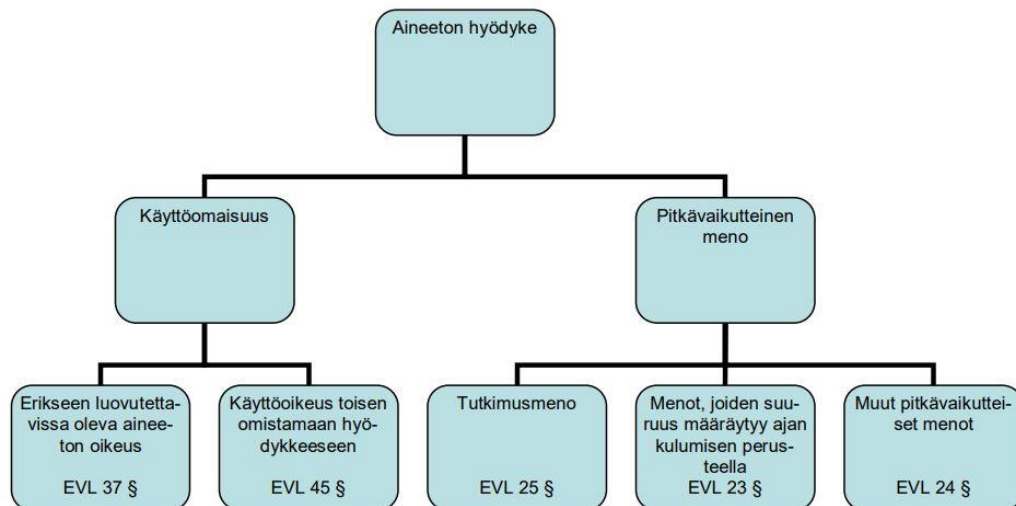 Aineeton hyödyke
Käyttöomaisuus
Pitkävaikutteinen
meno
Erikseen luovutetta-
vissa oleva ainee-
ton oikeus
EVL 37 §
Käyttöoikeus toisen
omistamaan hyö-
dykkeeseen
EVL 45 §
Tutkimusmeno
EVL 25 §
Menot, joiden suu-
ruus määräytyy ajan
kulumisen perus-
teella
EVL 23 §
Muut pitkävaikuttei-
set menot
EVL 24 §